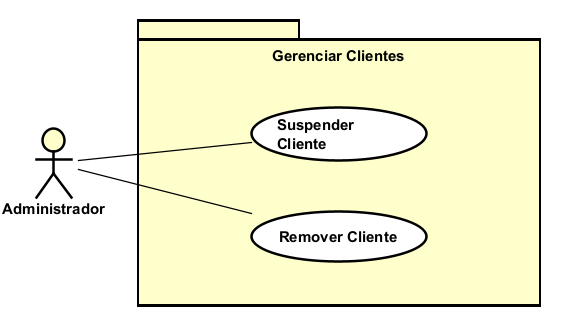 Gerenciar Clientes
Suspender
Cliente
Administrador
Remover Cliente